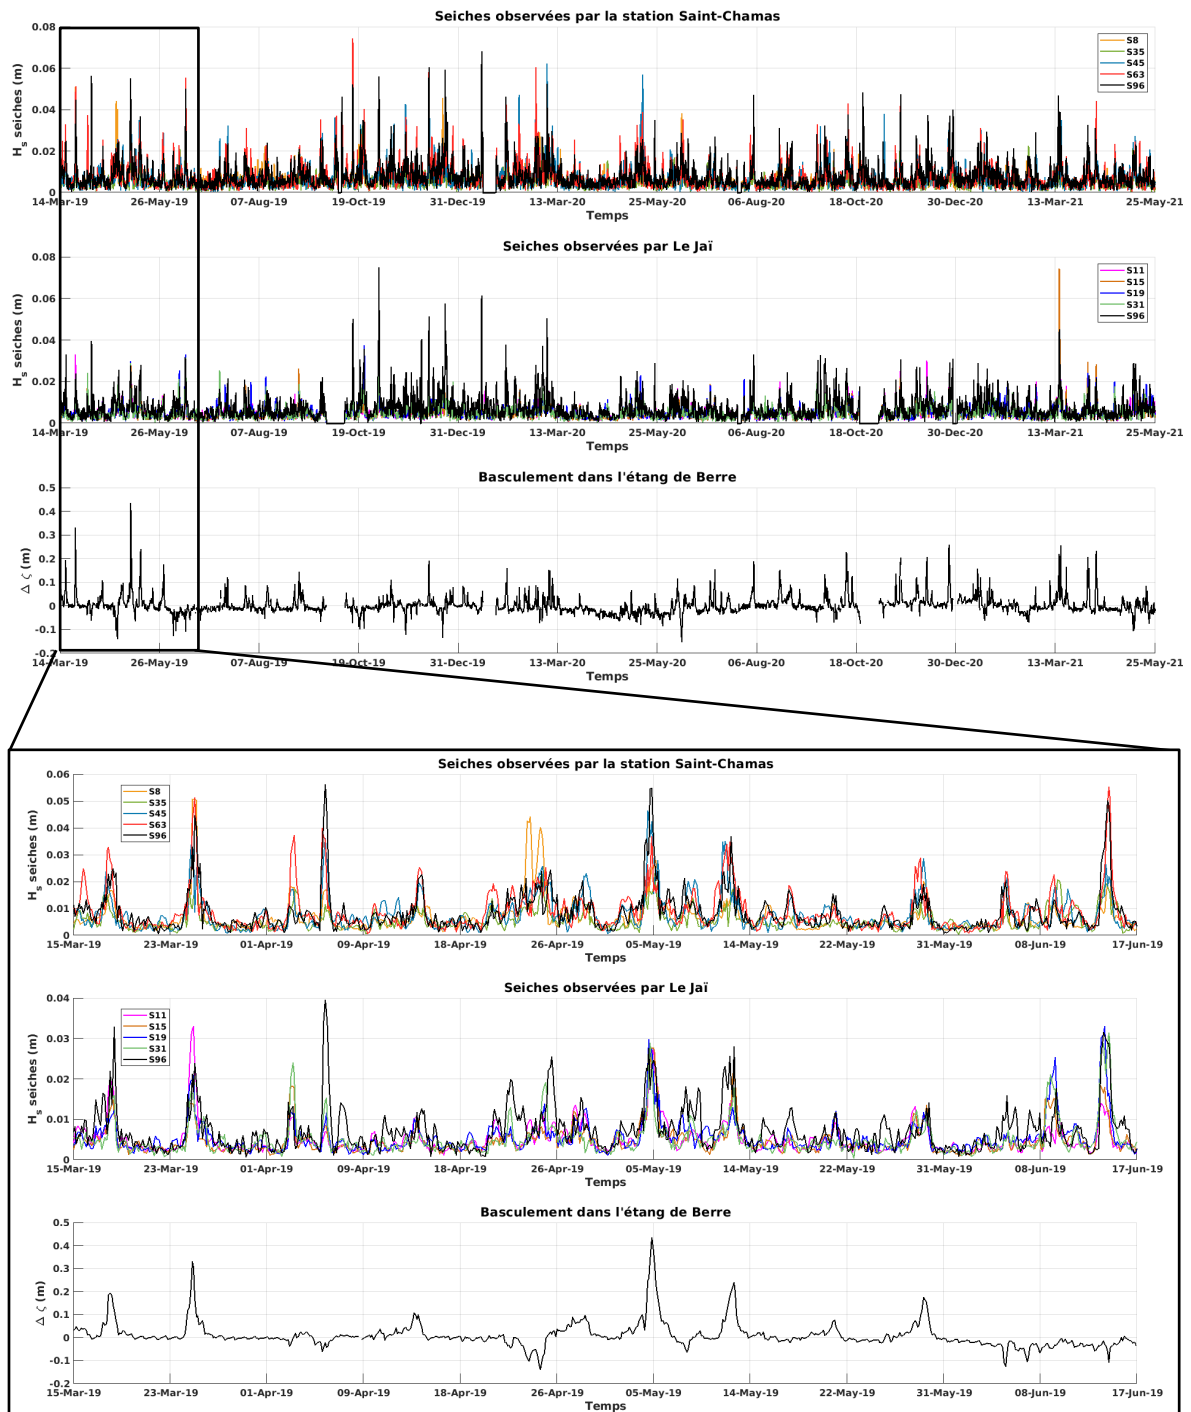 Seiches observées par la station Saint-Chamas
H_s seiches (m)
0.08
0.06
0.04
0.02
0
S8
S35
S45
S63
S96
14-Mar-19 26-May-19 07-Aug-19 19-Oct-19 31-Dec-19 13-Mar-20 25-May-20 06-Aug-20 18-Oct-20 30-Dec-20 13-Mar-21 25-May-21
Temps
Seiches observées par Le Jaï
H_s seiches (m)
0.08
0.06
0.04
0.02
0
S11
S15
S19
S31
S96
14-Mar-19 26-May-19 07-Aug-19 19-Oct-19 31-Dec-19 13-Mar-20 25-May-20 06-Aug-20 18-Oct-20 30-Dec-20 13-Mar-21 25-May-21
Temps
Basculement dans l'étang de Berre
Δ ζ (m)
0.5
0.4
0.3
0.2
0.1
0
-0.1
-0.2
14-Mar-19 26-May-19 07-Aug-19 19-Oct-19 31-Dec-19 13-Mar-20 25-May-20 06-Aug-20 18-Oct-20 30-Dec-20 13-Mar-21 25-May-21
Temps
Seiches observées par la station Saint-Chamas
H_s seiches (m)
0.06
0.05
0.04
0.03
0.02
0.01
0
S8
S35
S45
S63
S96
15-Mar-19 23-Mar-19 01-Apr-19 09-Apr-19 18-Apr-19 26-Apr-19 05-May-19 14-May-19 22-May-19 31-May-19 08-Jun-19 17-Jun-19
Temps
Seiches observées par Le Jaï
H_s seiches (m)
0.04
0.03
0.02
0.01
0
S11
S15
S19
S31
S96
15-Mar-19 23-Mar-19 01-Apr-19 09-Apr-19 18-Apr-19 26-Apr-19 05-May-19 14-May-19 22-May-19 31-May-19 08-Jun-19 17-Jun-19
Temps
Basculement dans l'étang de Berre
Δ ζ (m)
0.5
0.4
0.3
0.2
0.1
0
-0.1
-0.2
15-Mar-19 23-Mar-19 01-Apr-19 09-Apr-19 18-Apr-19 26-Apr-19 05-May-19 14-May-19 22-May-19 31-May-19 08-Jun-19 17-Jun-19
Temps